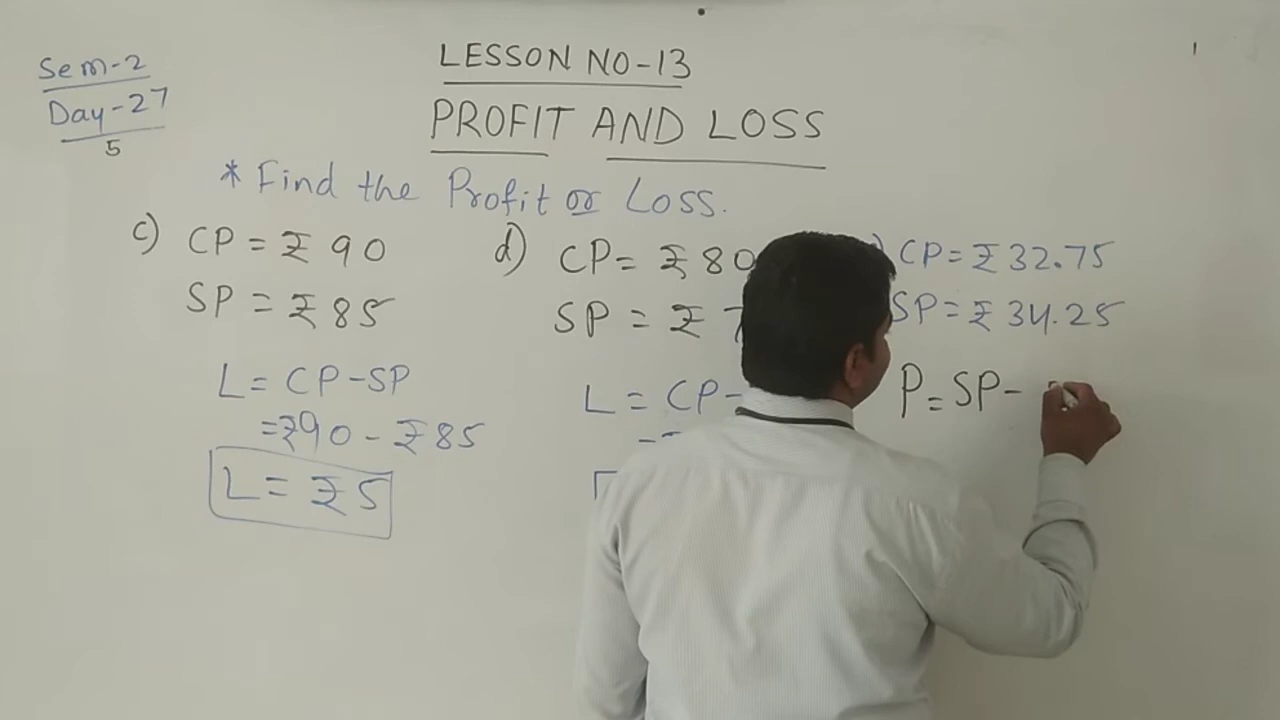 Sem-2
Day-27
5
LESSON NO-13
PROFIT AND LOSS
* Find the Profit or Loss.
c) CP = ₹ 90
SP = ₹ 85
L = CP-SP
=₹90 - ₹85
L = ₹5
d) CP= ₹80
SP = ₹ 7
L = CP-
) CP=₹32.75
SP=₹34.25
P=SP-